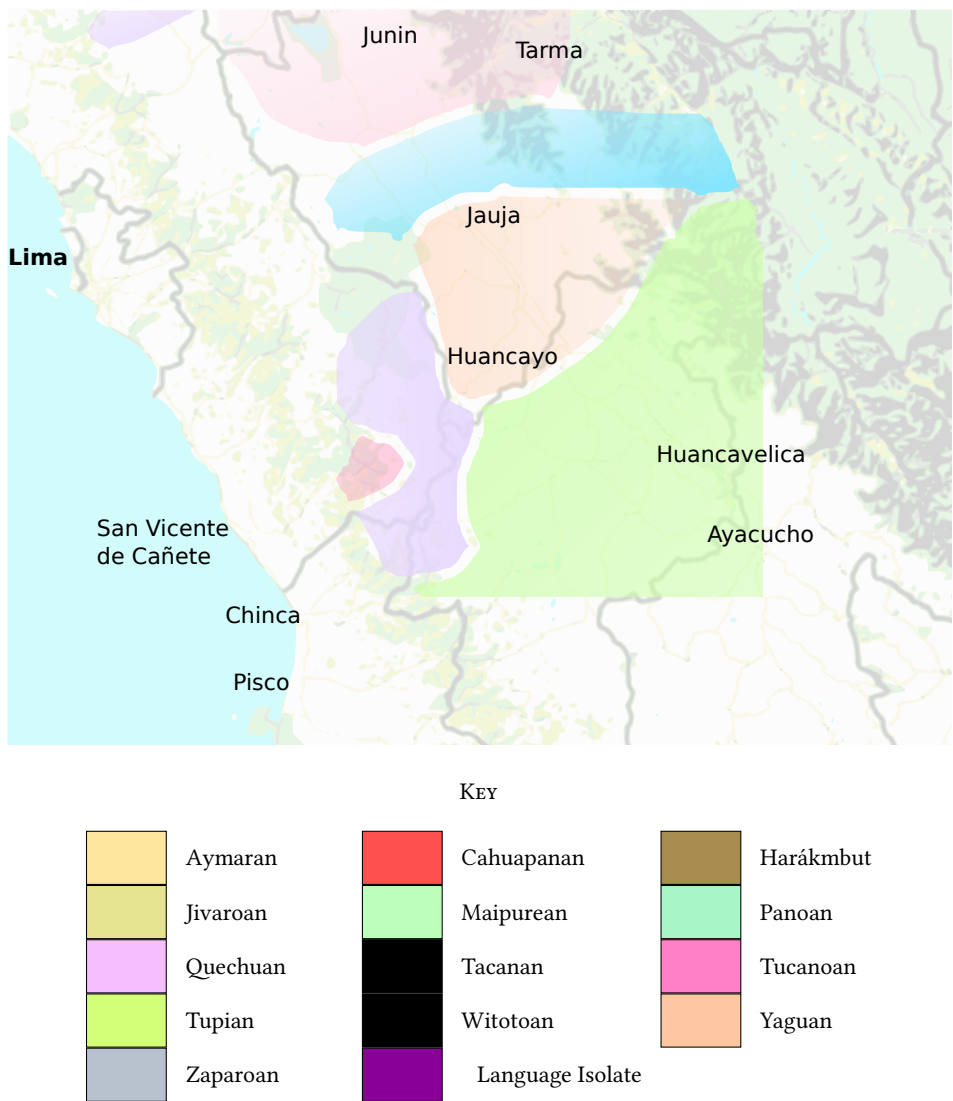 Junin
Tarma
Jauja
Lima
Huancayo
Huancavelica
San Vicente
de Cañete
Ayacucho
Chinca
Pisco
Key
Aymaran
Cahuapanan
Harákmbut
Jivaroan
Maipurean
Panoan
Quechuan
Tacanan
Tucanoan
Tupian
Witotoan
Yaguan
Zaparoan
Language Isolate